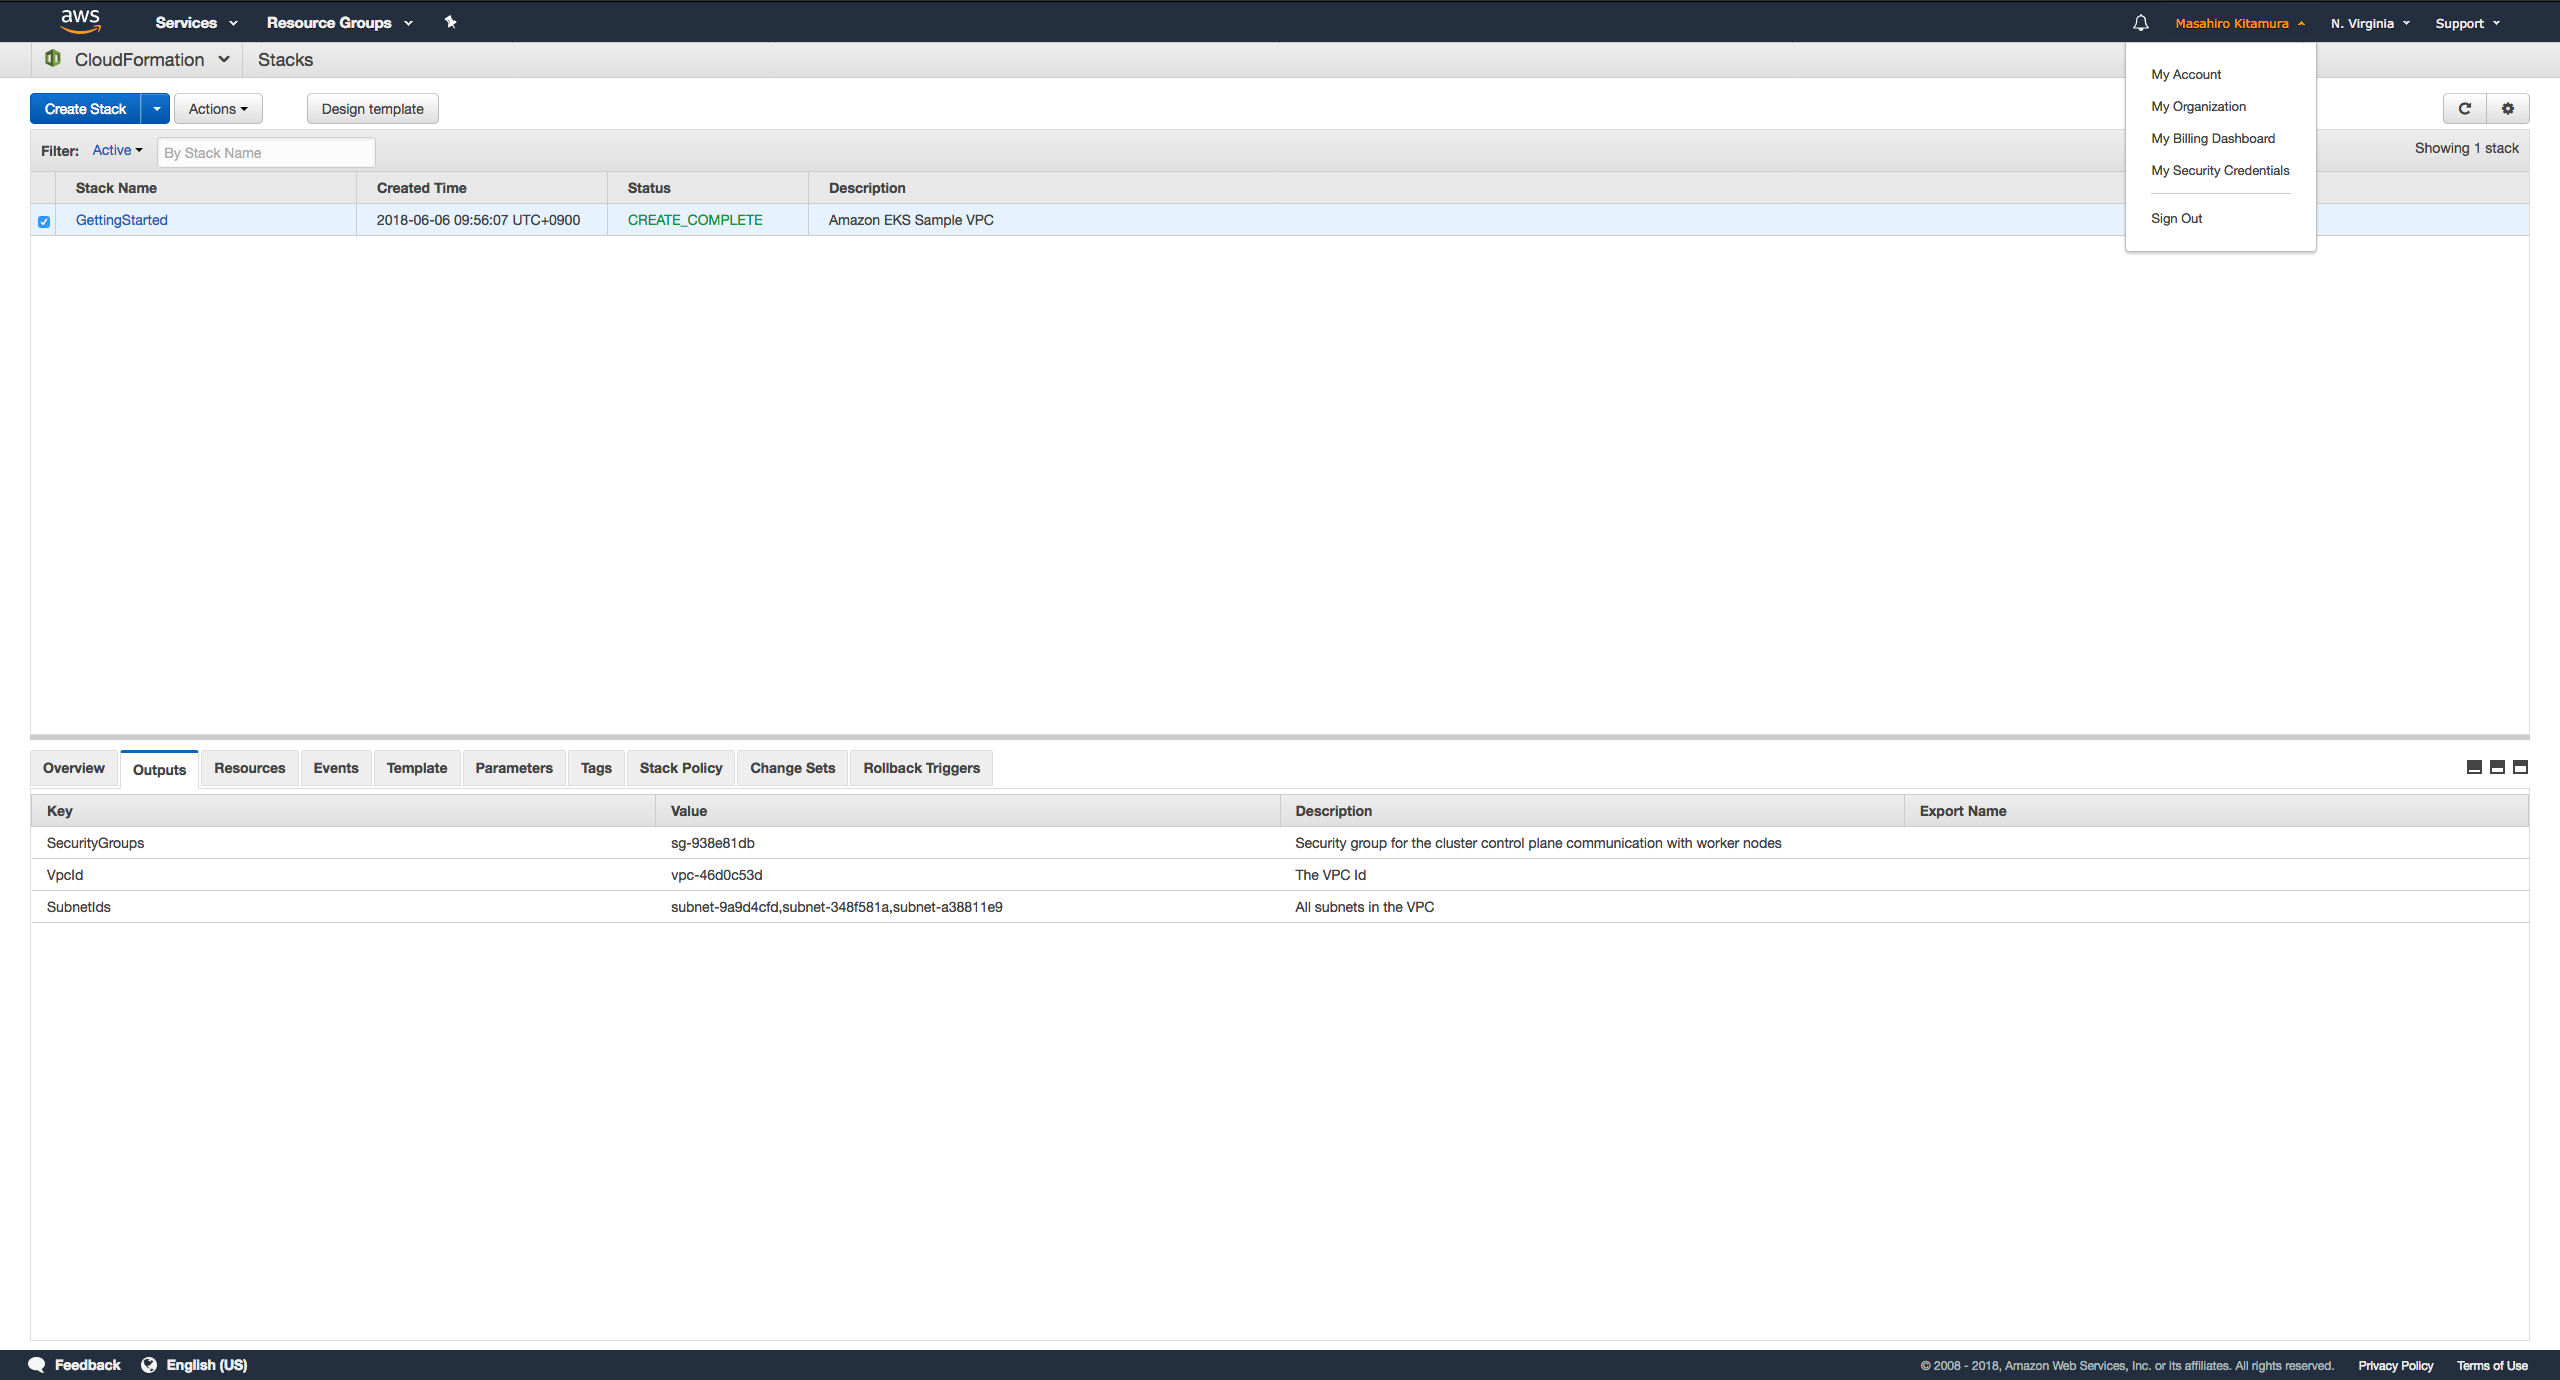 aws Services Resource Groups Masahiro Kitamura N. Virginia Support
CloudFormation Stacks
My Account
My Organization
My Billing Dashboard
My Security Credentials
Sign Out
Create Stack Actions Design template
Filter: Active By Stack Name Showing 1 stack
Stack Name Created Time Status Description
GettingStarted 2018-06-06 09:56:07 UTC+0900 CREATE_COMPLETE Amazon EKS Sample VPC
Overview Outputs Resources Events Template Parameters Tags Stack Policy Change Sets Rollback Triggers
Key Value Description Export Name
SecurityGroups sg-938e81db Security group for the cluster control plane communication with worker nodes
VpcId vpc-46d0c53d The VPC Id
SubnetIds subnet-9a9d4cfd,subnet-348f581a,subnet-a38811e9 All subnets in the VPC
Feedback English (US) © 2008 - 2018, Amazon Web Services, Inc. or its affiliates. All rights reserved. Privacy Policy Terms of Use